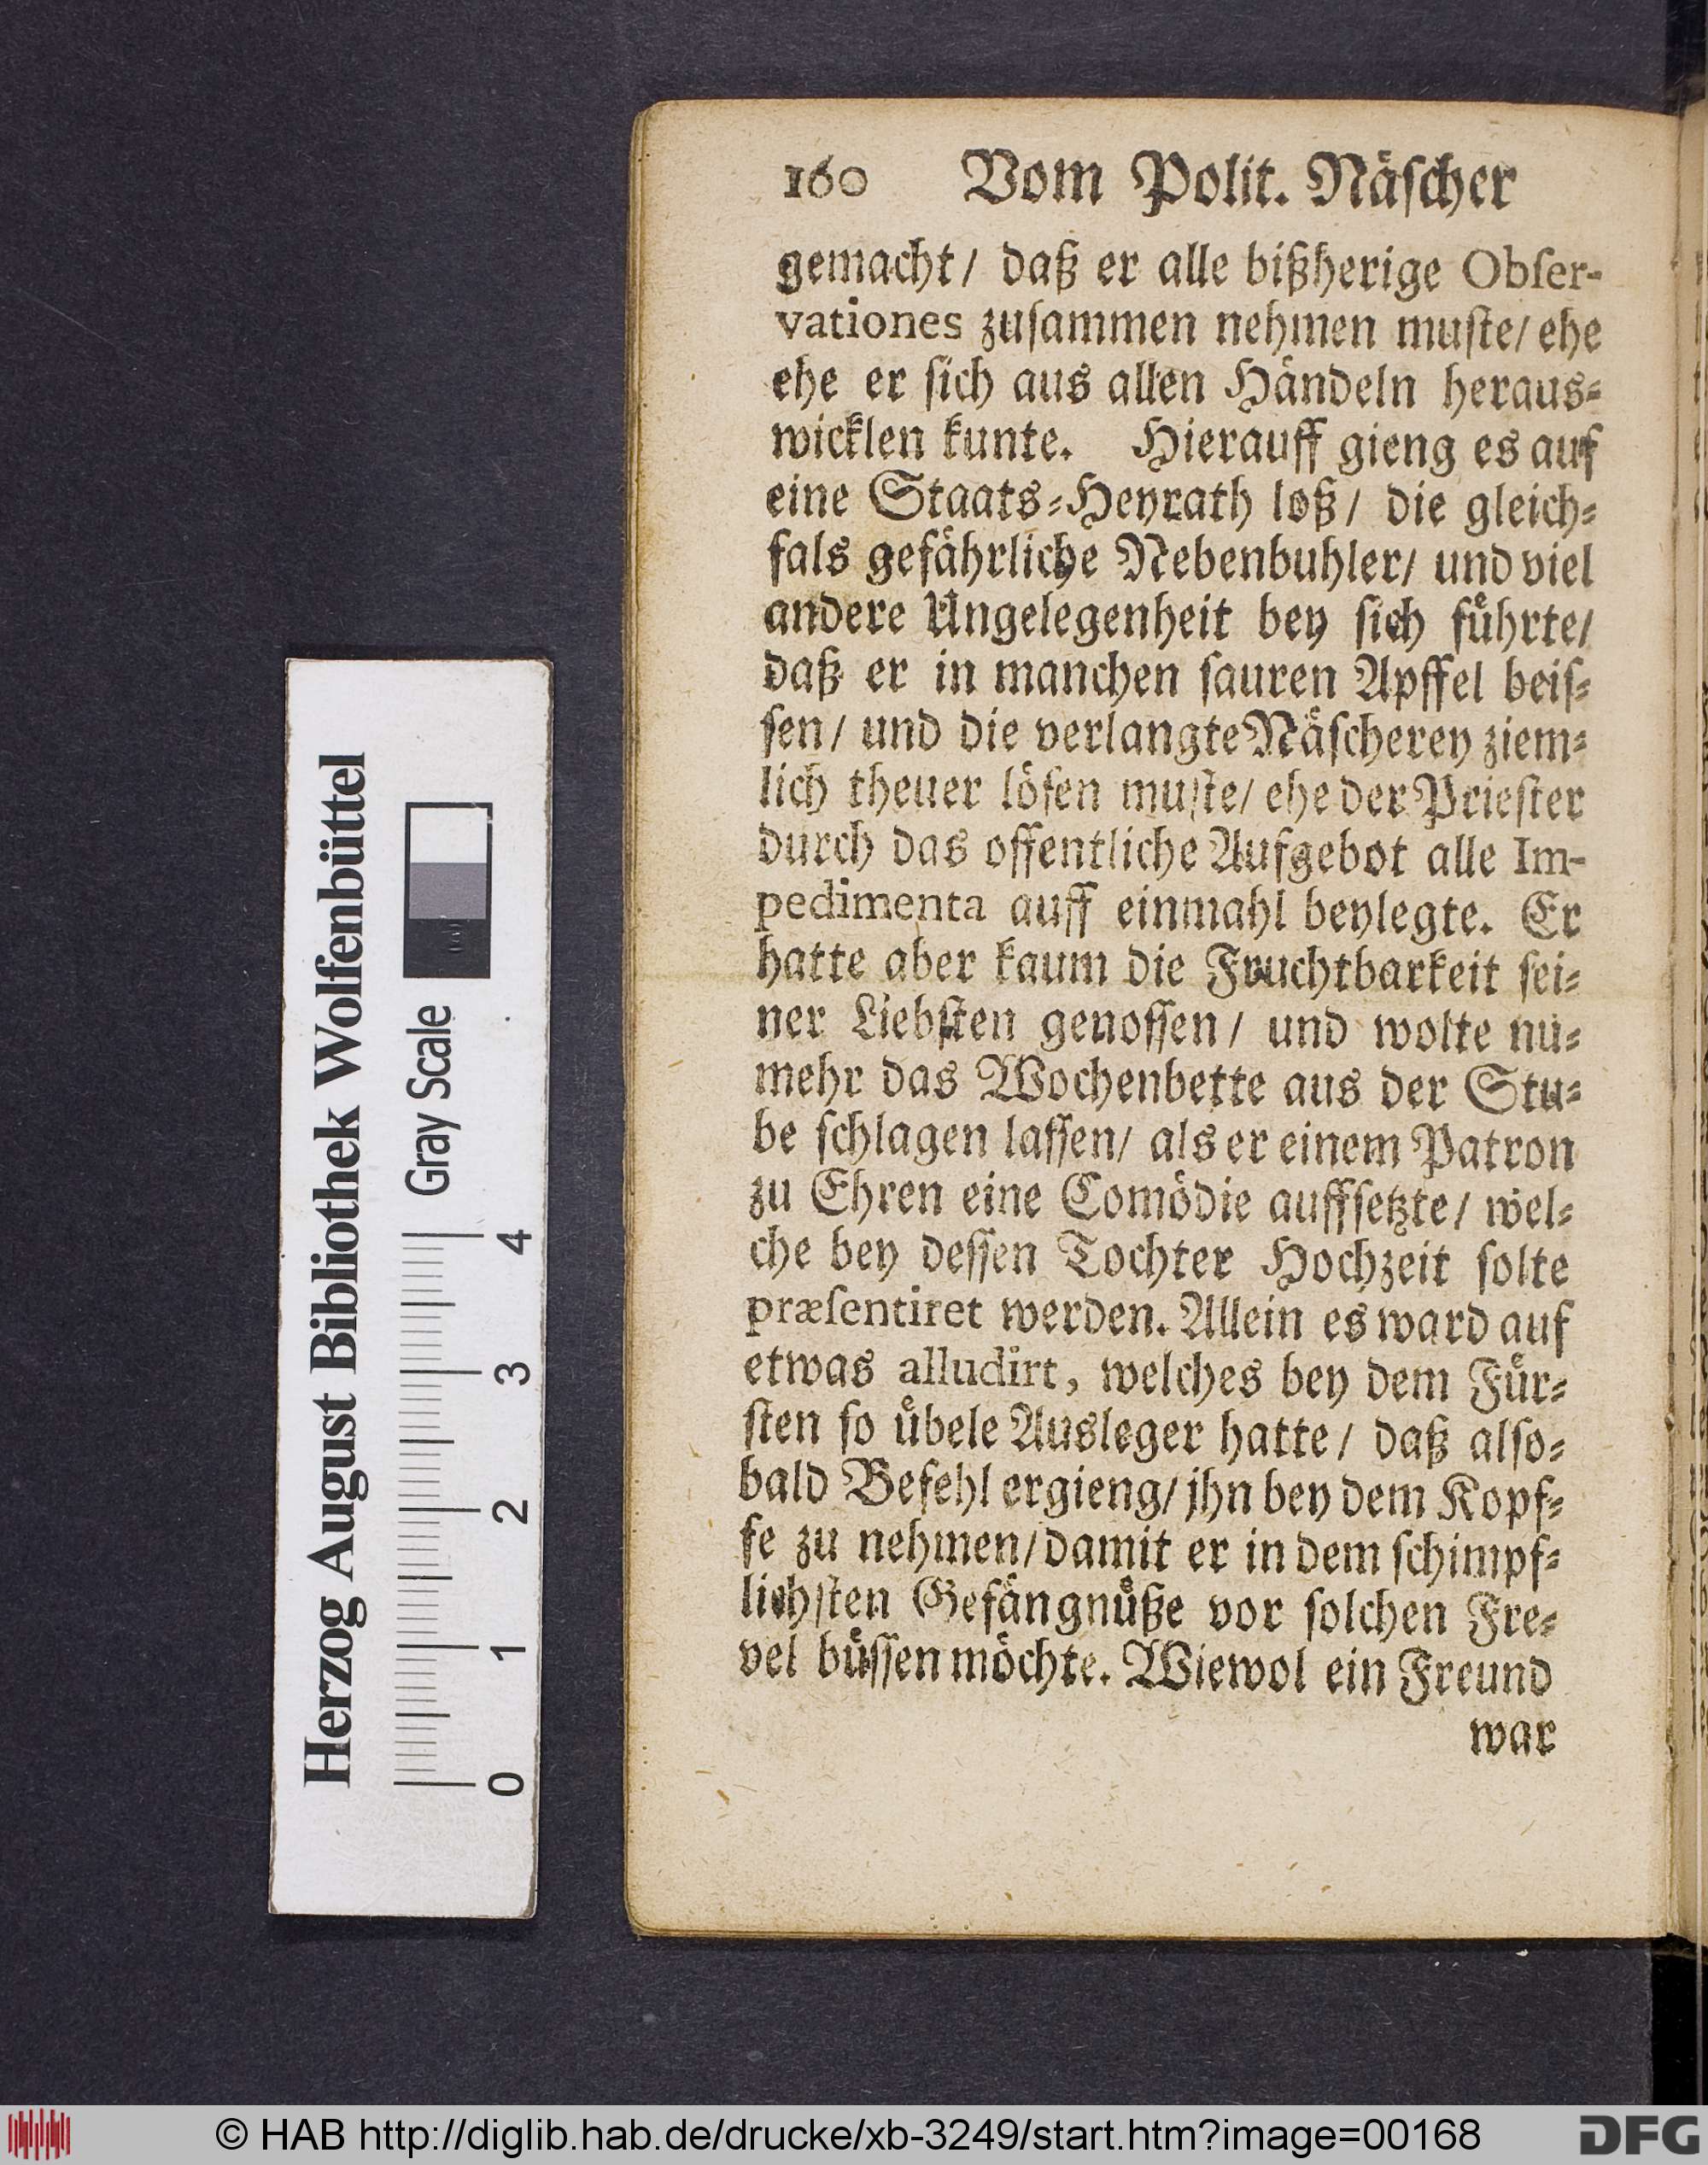 160 Vom Polit. Näſcher
gemacht/ daß er alle bißherige Obſer-
vationes zuſammen nehmen muſte/ ehe
ehe er ſich aus allen Händeln heraus⸗
wicklen kunte. Hierauff gieng es auf
eine Staats⸗Heyrath loß/ die gleich⸗
fals gefährliche Nebenbuhler/ und viel
andere Ungelegenheit bey ſich führte/
daß er in manchen ſauren Apffel beiſ⸗
ſen/ und die verlangte Näſcherey ziem⸗
lich theuer löſen muſte/ ehe der Prieſter
durch das offentliche Aufgebot alle Im-
pedimenta auff einmahl beylegte. Er
hatte aber kaum die Fruchtbarkeit ſei⸗
ner Liebſten genoſſen/ und wolte nu⸗
mehr das Wochenbette aus der Stu⸗
be ſchlagen laſſen/ als er einem Patron
zu Ehren eine Comödie auffſetzte/ wel⸗
che bey deſſen Tochter Hochzeit ſolte
præſentiret werden. Allein es ward auf
etwas alludirt, welches bey dem Für⸗
ſten ſo übele Ausleger hatte/ daß alſo⸗
bald Befehl ergieng/ jhn bey dem Kopf⸗
fe zu nehmen/ damit er in dem ſchimpf⸗
lichſten Gefängnüße vor ſolchen Fre⸗
vel büſſen möchte. Wiewol ein Freund
war
Herzog August Bibliothek Wolfenbüttel
Gray Scale
0 1 2 3 4
© HAB http://diglib.hab.de/drucke/xb-3249/start.htm?image=00168
DFG